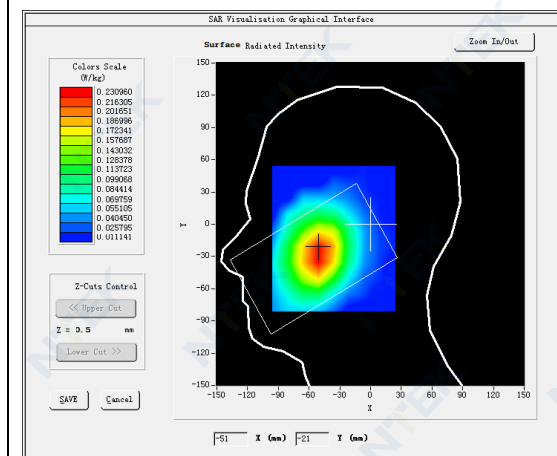 SAR Visualisation Graphical Interface
Surface Radiated Intensity
Zoom In/Out
Colors Scale
(W/kg)
0.230960
0.216305
0.201651
0.186996
0.172341
0.157687
0.143032
0.128378
0.113723
0.099068
0.084414
0.069759
0.055105
0.040450
0.025795
0.011141
150
120
90
60
30
0
-30
-60
-90
-120
-150
Y
-150 -120 -90 -60 -30 0 30 60 90 120 150
X
Z-Cuts Control
<< Upper Cut
Z = 0.5 mm
Lower Cut >>
SAVE Cancel
-51 X (mm) -21 Y (mm)
NTEK